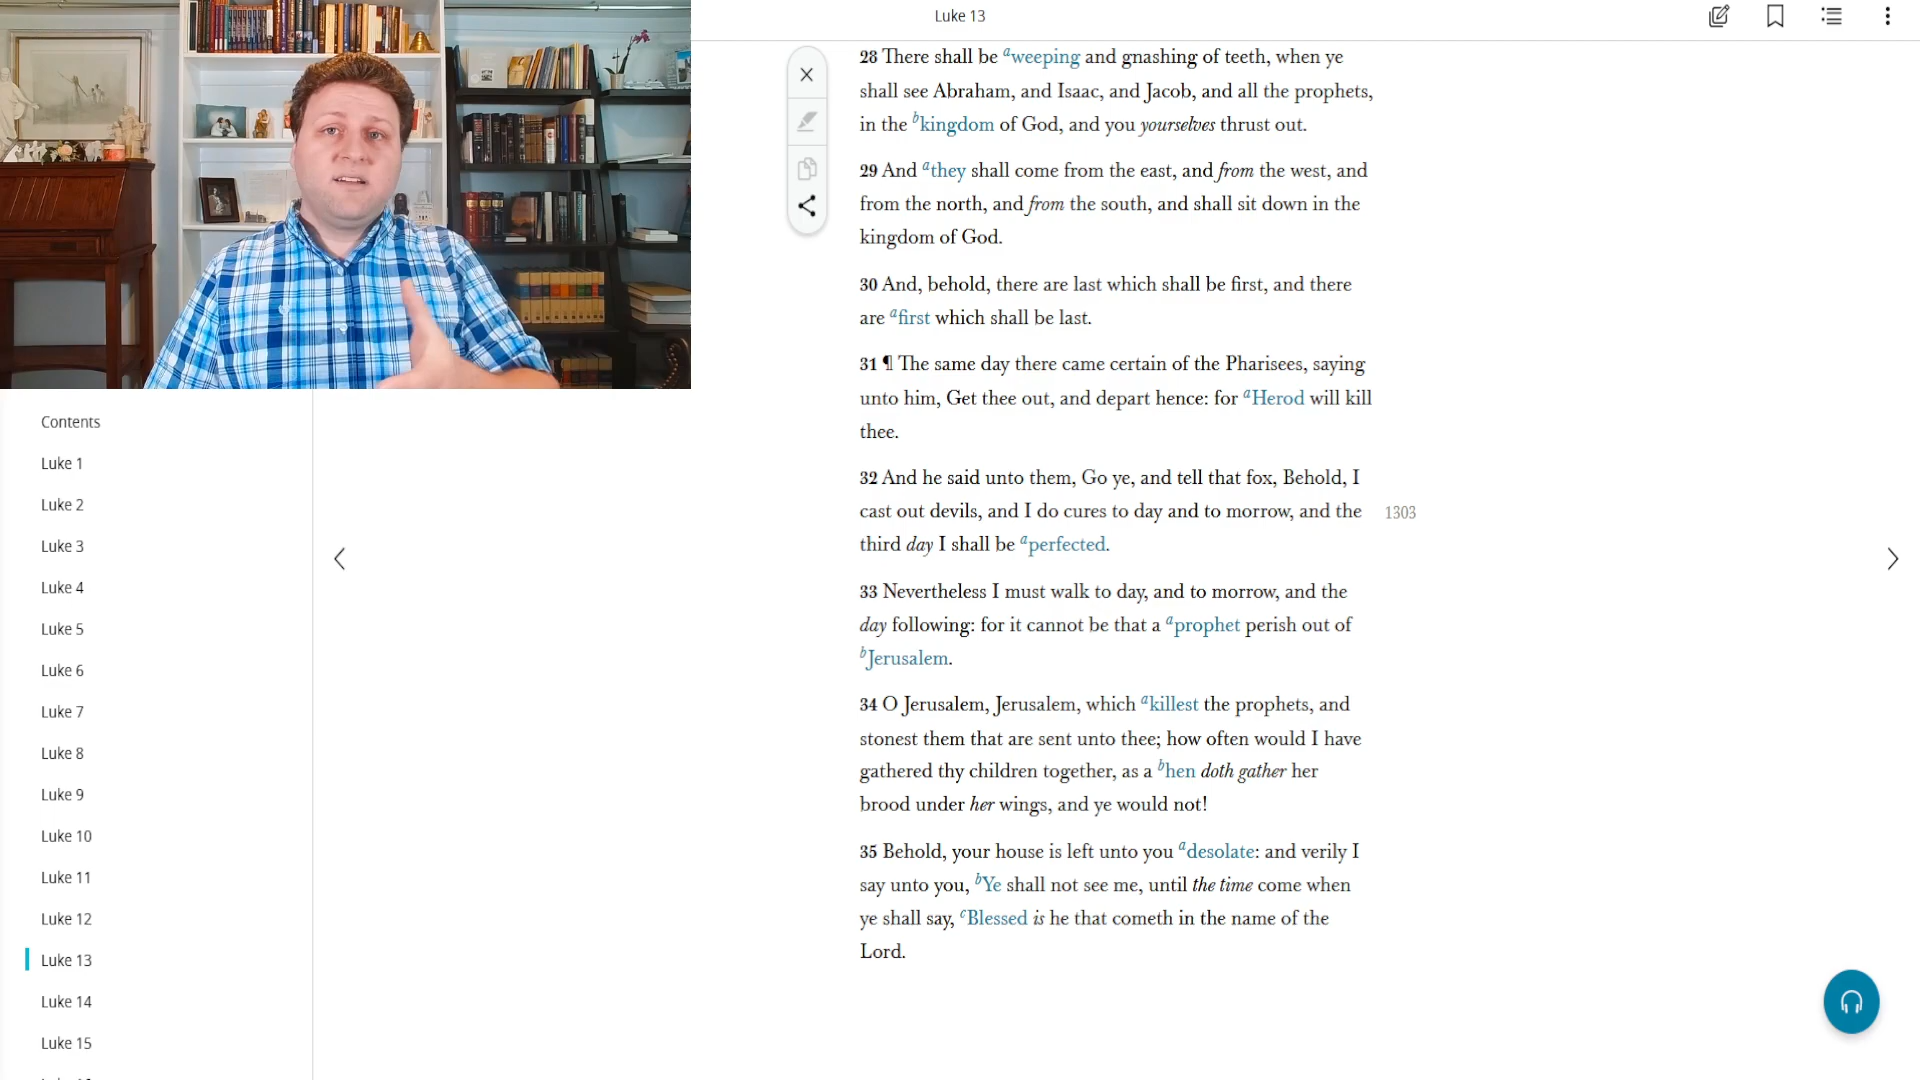 Luke 13
28 There shall be aweeping and gnashing of teeth, when ye
shall see Abraham, and Isaac, and Jacob, and all the prophets,
in the bkingdom of God, and you yourselves thrust out.
29 And athey shall come from the east, and from the west, and
from the north, and from the south, and shall sit down in the
kingdom of God.
30 And, behold, there are last which shall be first, and there
are afirst which shall be last.
31 ¶ The same day there came certain of the Pharisees, saying
unto him, Get thee out, and depart hence: for aHerod will kill
thee.
32 And he said unto them, Go ye, and tell that fox, Behold, I
cast out devils, and I do cures to day and to morrow, and the
third day I shall be aperfected.
1303
33 Nevertheless I must walk to day, and to morrow, and the
day following: for it cannot be that a aprophet perish out of
bJerusalem.
34 O Jerusalem, Jerusalem, which akillest the prophets, and
stonest them that are sent unto thee; how often would I have
gathered thy children together, as a bhen doth gather her
brood under her wings, and ye would not!
35 Behold, your house is left unto you adesolate: and verily I
say unto you, bYe shall not see me, until the time come when
ye shall say, cBlessed is he that cometh in the name of the
Lord.
Contents
Luke 1
Luke 2
Luke 3
Luke 4
Luke 5
Luke 6
Luke 7
Luke 8
Luke 9
Luke 10
Luke 11
Luke 12
Luke 13
Luke 14
Luke 15